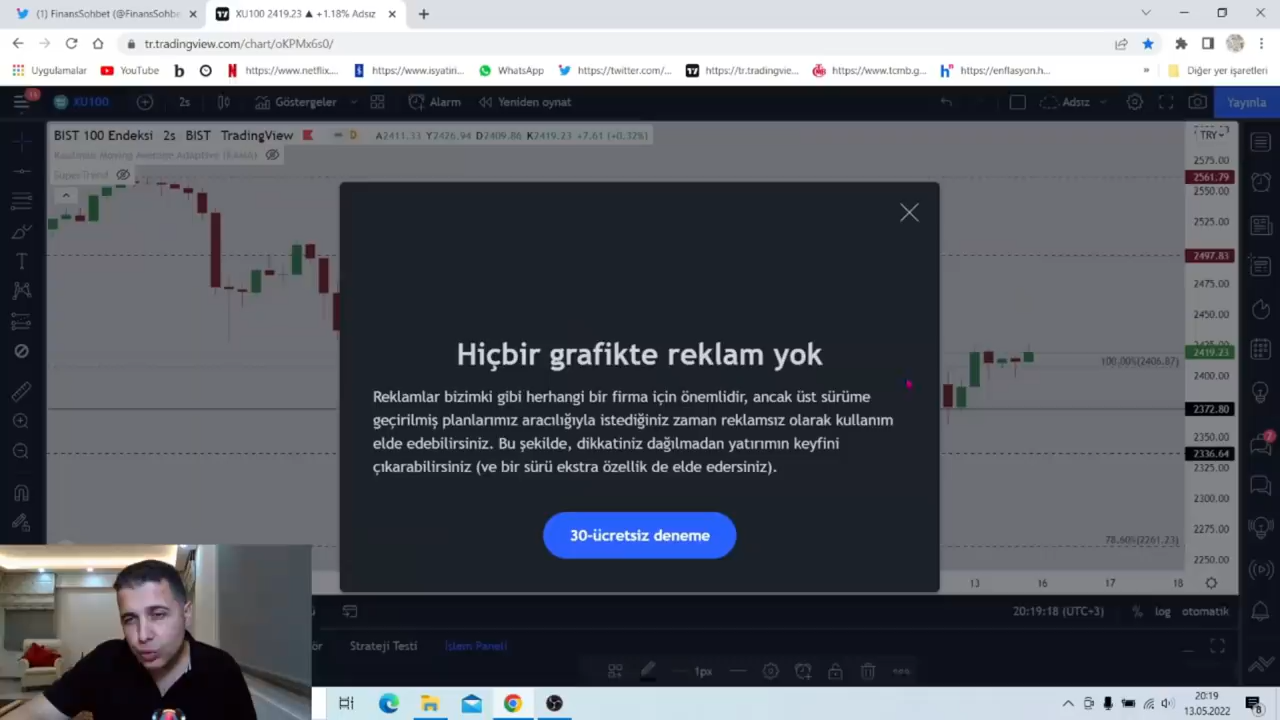 (1) FinansSohbet (@FinansSohbe
XU100 2419.23 ▲ +1.18% Adsız
tr.tradingview.com/chart/oKPMx6s0/
Uygulamalar
YouTube
https://www.netflix...
https://www.isyatin...
WhatsApp
https://twitter.com/...
https://tr.tradingvie...
https://www.tcmb.g...
https://enflasyon.h...
»
Diğer yer işaretleri
XU100
2s
Göstergeler
Alarm
Yeniden oynat
Adsız
Yayınla
BIST 100 Endeksi 2s BIST TradingView
D
A2411.33 Y2426.94 D2409.86 K2419.23 +7.61 (+0.32%)
Kaufman Moving Average Adaptive (KAMA)
SuperTrend
TRY
2575.00
2561.79
2550.00
2525.00
2497.83
2475.00
2450.00
2419.23
100.00%(2406.87)
2400.00
2372.80
2350.00
2336.64
2325.00
2300.00
2275.00
78.60%(2261.23)
2250.00
Hiçbir grafikte reklam yok
Reklamlar bizimki gibi herhangi bir firma için önemlidir, ancak üst sürüme
geçirilmiş planlarımız aracılığıyla istediğiniz zaman reklamsız olarak kullanım
elde edebilirsiniz. Bu şekilde, dikkatiniz dağılmadan yatırımın keyfini
çıkarabilirsiniz (ve bir sürü ekstra özellik de elde edersiniz).
30-ücretsiz deneme
13 16 17 18
20:19:18 (UTC+3) % log otomatik
Strateji Testi
İşlem Paneli
1px
20:19
13.05.2022
8